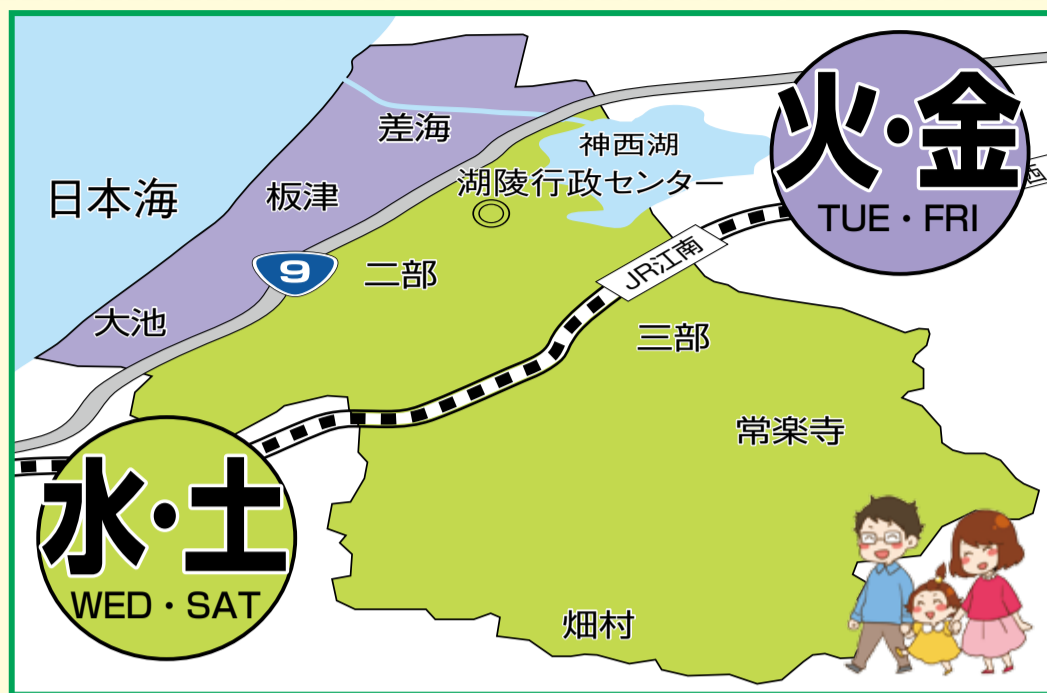 火・金
TUE・FRI
差海
神西湖
湖陵行政センター
日本海
板津
JR江南
西
9
二部
大池
三部
常楽寺
水・土
WED・SAT
畑村